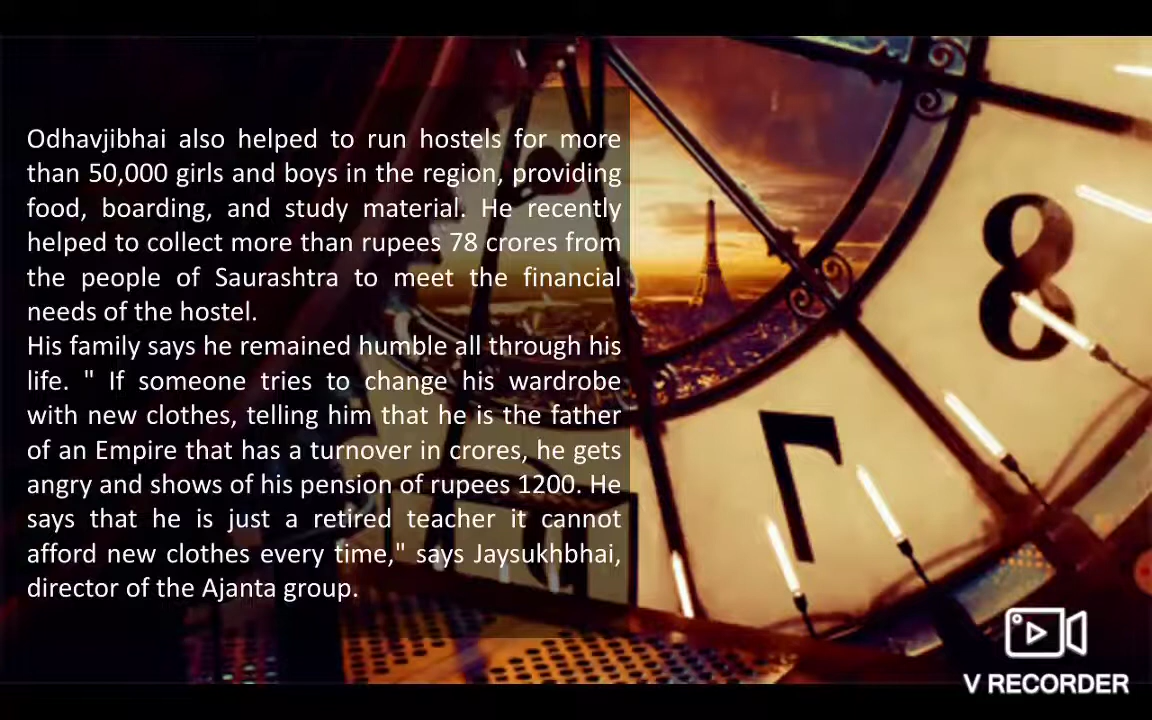 Odhavjibhai also helped to run hostels for more
than 50,000 girls and boys in the region, providing
food, boarding, and study material. He recently
helped to collect more than rupees 78 crores from
the people of Saurashtra to meet the financial
needs of the hostel.
His family says he remained humble all through his
life. " If someone tries to change his wardrobe
with new clothes, telling him that he is the father
of an Empire that has a turnover in crores, he gets
angry and shows of his pension of rupees 1200. He
says that he is just a retired teacher it cannot
afford new clothes every time," says Jaysukhbhai,
director of the Ajanta group.
8
7
V RECORDER